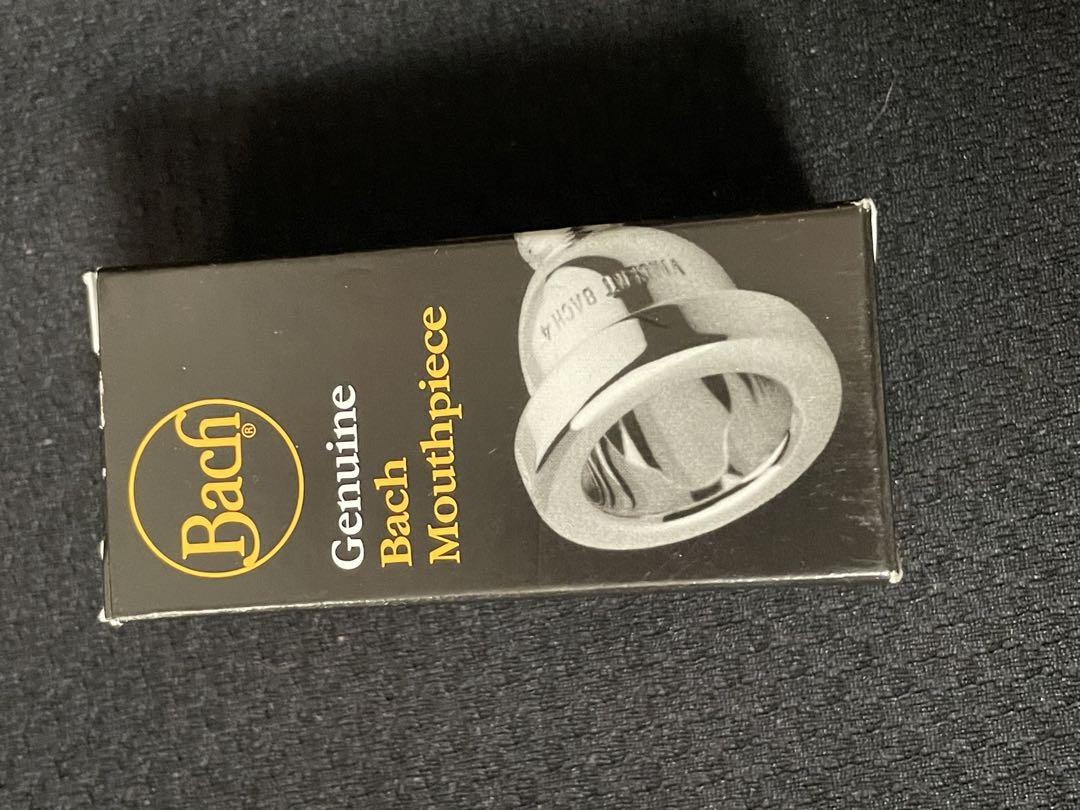 Bach®
Genuine
Bach
Mouthpiece
VINCENT BACH 4